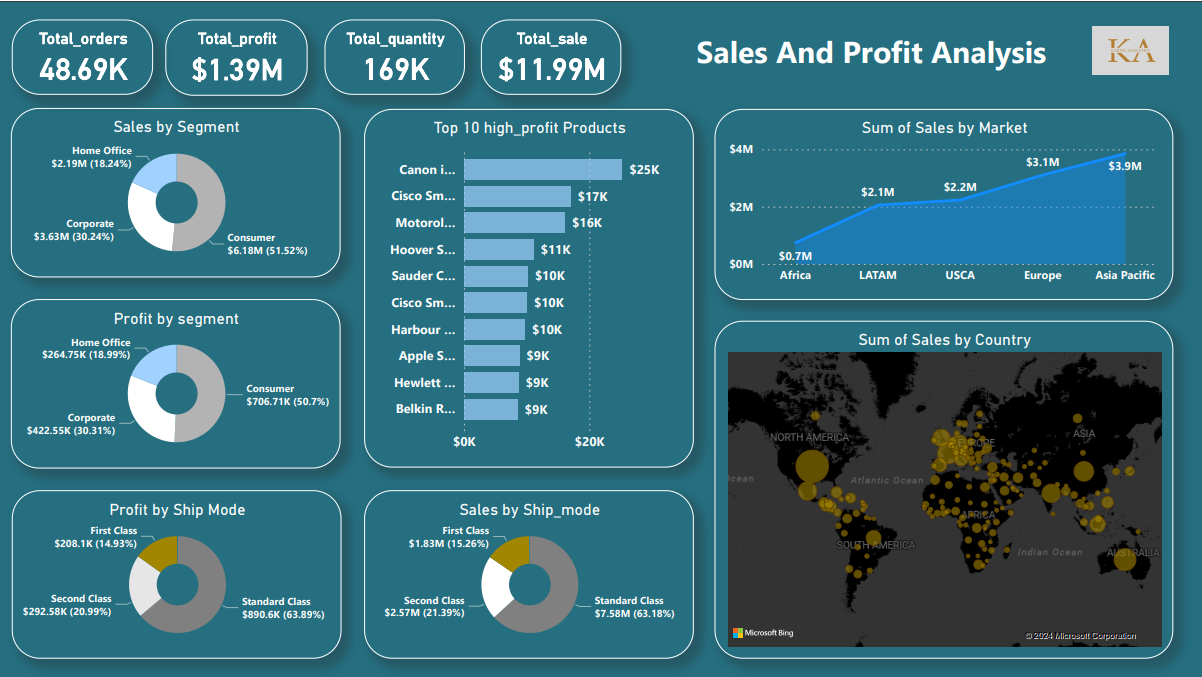 Total_orders
48.69K
Total_profit
$1.39M
Total_quantity
169K
Total_sale
$11.99M
Sales And Profit Analysis
KA
Sales by Segment
Home Office
$2.19M (18.24%)
Corporate
$3.63M (30.24%)
Consumer
$6.18M (51.52%)
Top 10 high_profit Products
Canon i... $25K
Cisco Sm... $17K
Motorol... $16K
Hoover S... $11K
Sauder C... $10K
Cisco Sm... $10K
Harbour ... $10K
Apple S... $9K
Hewlett ... $9K
Belkin R... $9K
$0K $20K
Sum of Sales by Market
$4M
$2M
$0M
$0.7M
$2.1M
$2.2M
$3.1M
$3.9M
Africa LATAM USCA Europe Asia Pacific
Profit by segment
Home Office
$264.75K (18.99%)
Consumer
$706.71K (50.7%)
Corporate
$422.55K (30.31%)
Sum of Sales by Country
NORTH AMERICA
EUROPE
ASIA
cean
Atlantic Ocean
AFRICA
SOUTH AMERICA
Indian Ocean
AUSTRALIA
Microsoft Bing
© 2024 Microsoft Corporation
Profit by Ship Mode
First Class
$208.1K (14.93%)
Second Class
$292.58K (20.99%)
Standard Class
$890.6K (63.89%)
Sales by Ship_mode
First Class
$1.83M (15.26%)
Second Class
$2.57M (21.39%)
Standard Class
$7.58M (63.18%)